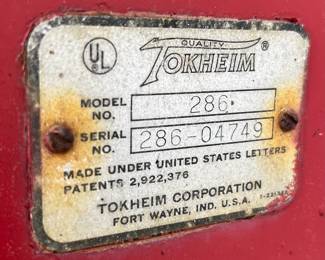 UL ®
QUALITY
TOKHEIM ®
MODEL NO. 286
SERIAL NO. 286-04749
MADE UNDER UNITED STATES LETTERS
PATENTS 2,922,376
TOKHEIM CORPORATION
FORT WAYNE, IND. U.S.A.